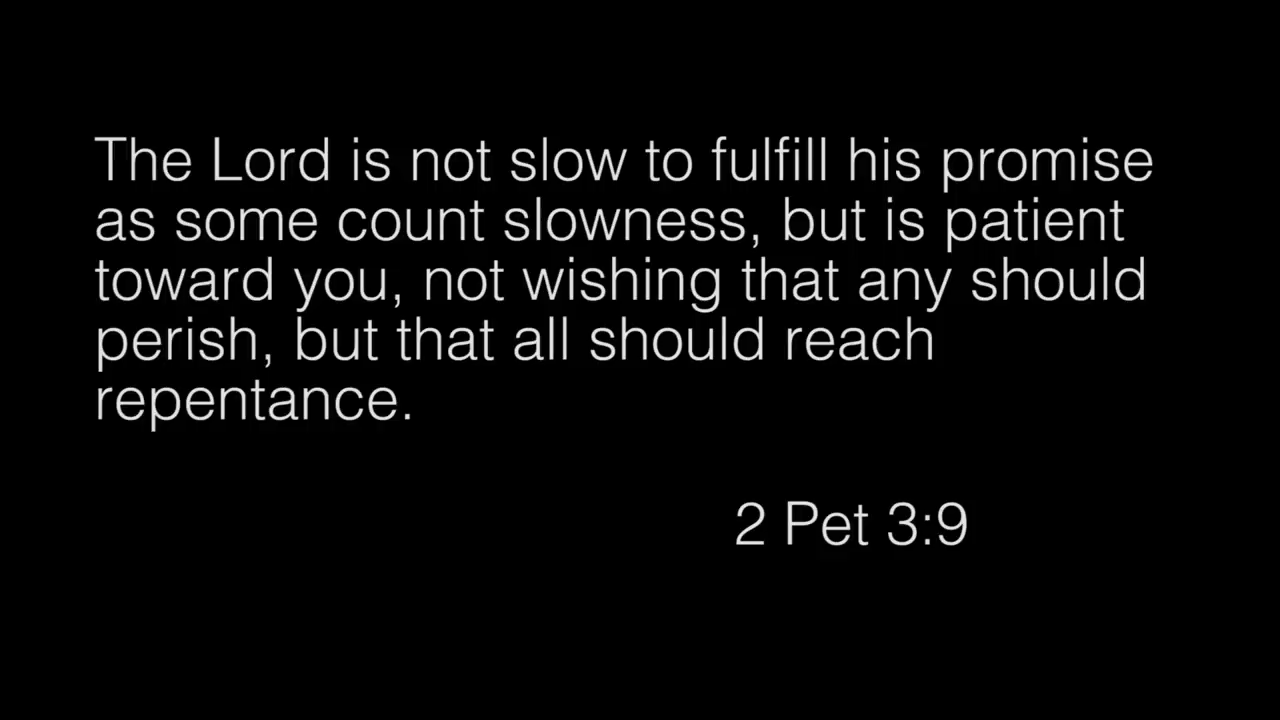 The Lord is not slow to fulfill his promise
as some count slowness, but is patient
toward you, not wishing that any should
perish, but that all should reach
repentance.
2 Pet 3:9